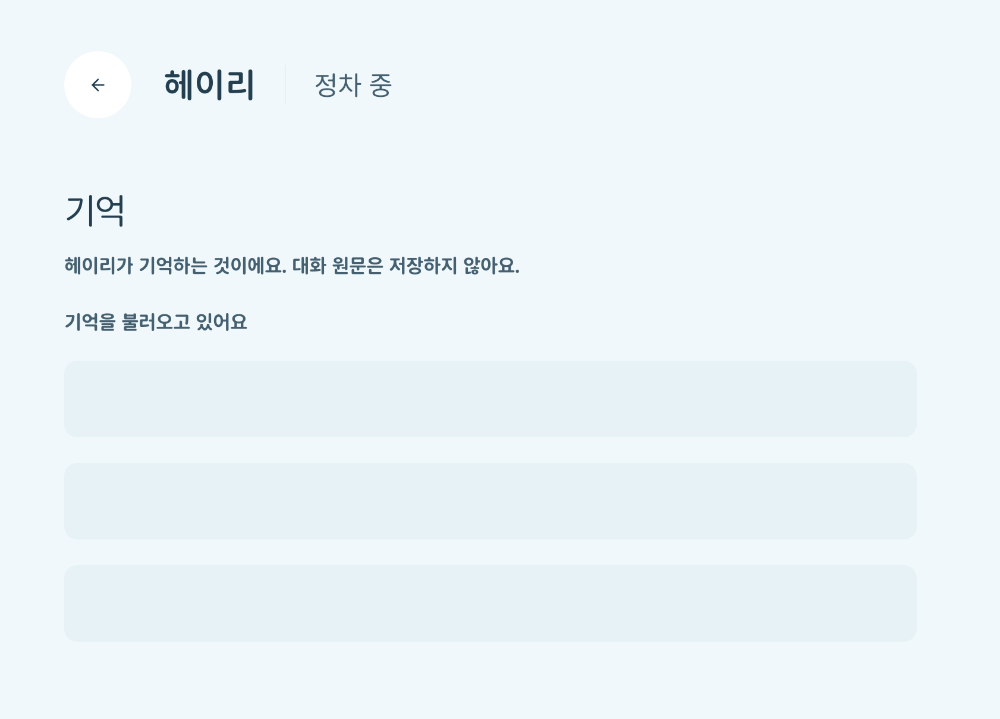 헤이리
정차 중
기억
헤이리가 기억하는 것이에요. 대화 원문은 저장하지 않아요.
기억을 불러오고 있어요